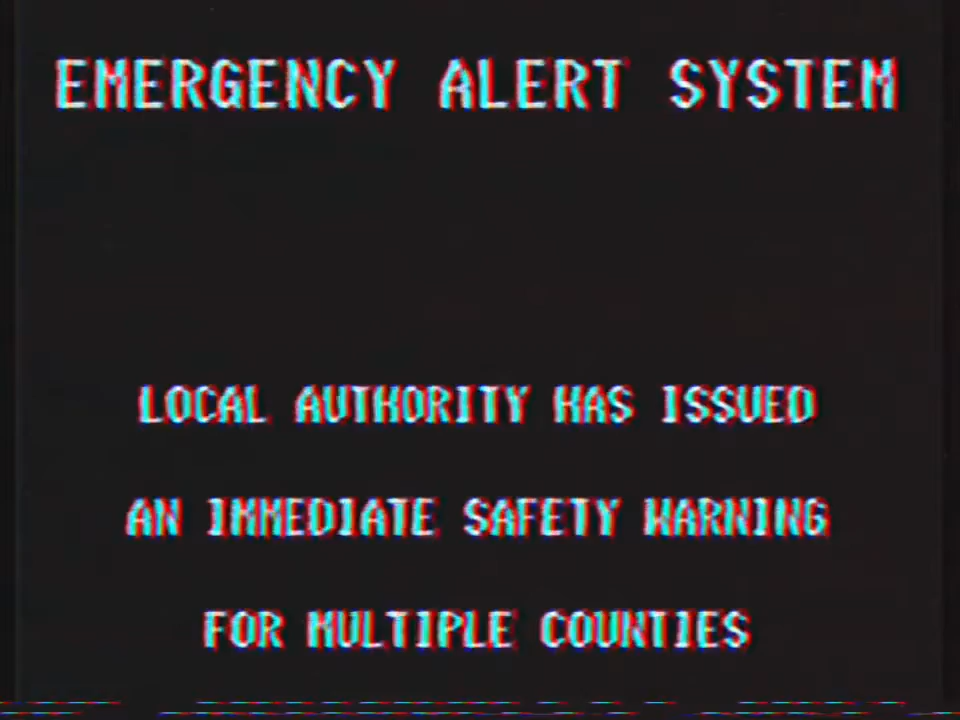 EMERGENCY ALERT SYSTEM
LOCAL AUTHORITY HAS ISSUED
AN IMMEDIATE SAFETY WARNING
FOR MULTIPLE COUNTIES